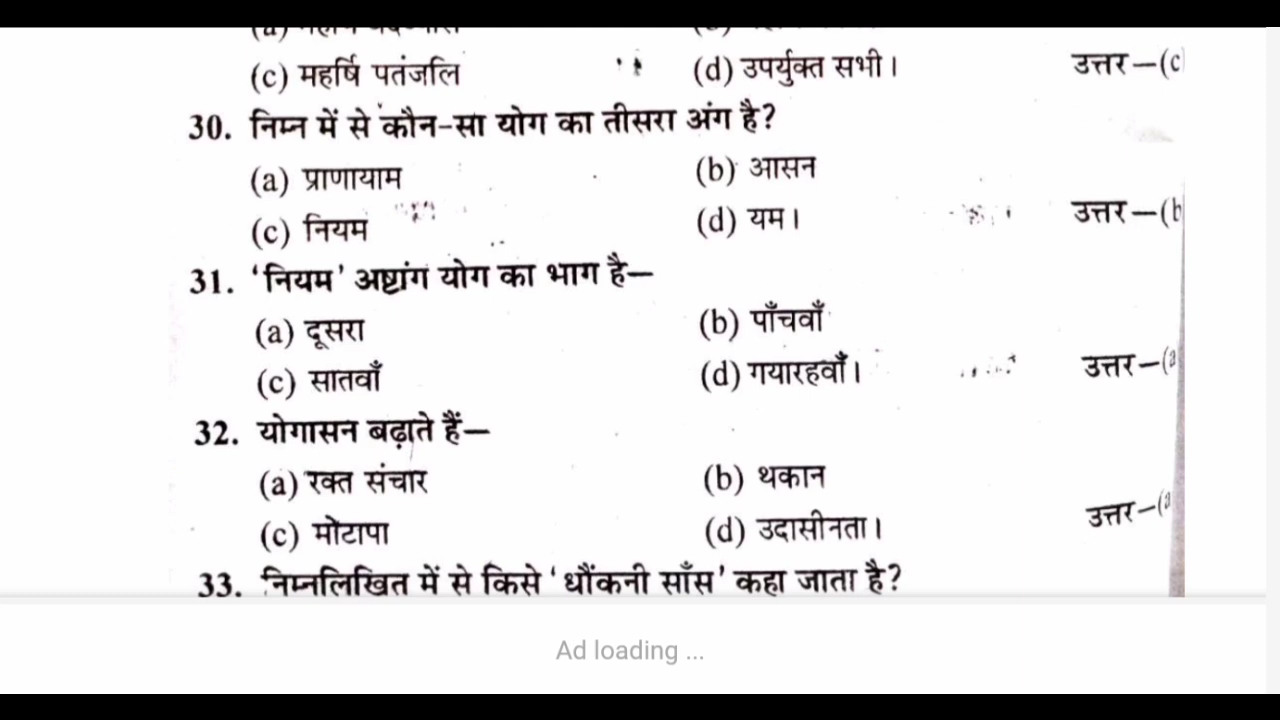 (c) महर्षि पतंजलि (d) उपर्युक्त सभी। उत्तर—(c
30. निम्न में से कौन-सा योग का तीसरा अंग है?
(a) प्राणायाम (b) आसन
(c) नियम (d) यम। उत्तर—(b
31. 'नियम' अष्टांग योग का भाग है—
(a) दूसरा (b) पाँचवाँ
(c) सातवाँ (d) गयारहवाँ। उत्तर—(a
32. योगासन बढ़ाते हैं—
(a) रक्त संचार (b) थकान
(c) मोटापा (d) उदासीनता। उत्तर—(a
33. निम्नलिखित में से किसे 'धौंकनी साँस' कहा जाता है?
Ad loading ...